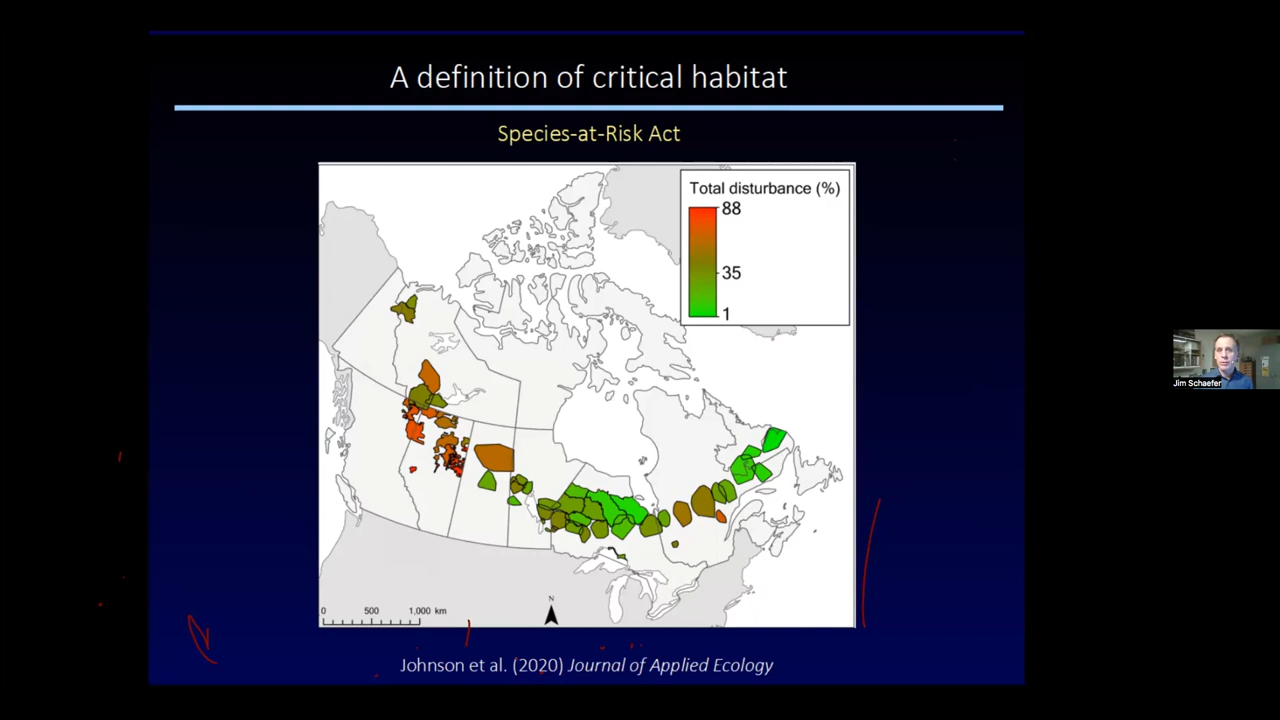 A definition of critical habitat
Species-at-Risk Act
Total disturbance (%)
88
35
1
Jim Schaefer
N
0 500 1,000 km
Johnson et al. (2020) Journal of Applied Ecology